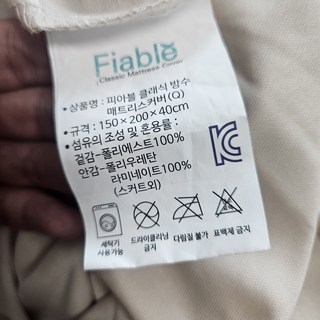 Fiable
Classic Mattress Cover
• 상품명 : 피아블 클래식 방수
매트리스커버(Q)
• 규격 : 150×200×40cm
• 섬유의 조성 및 혼용률 :
겉감-폴리에스트100%
안감-폴리우레탄
라미네이트100%
(스커트외)
세탁기
사용가능
드라이클리닝
금지
다림질 불가
표백제 금지